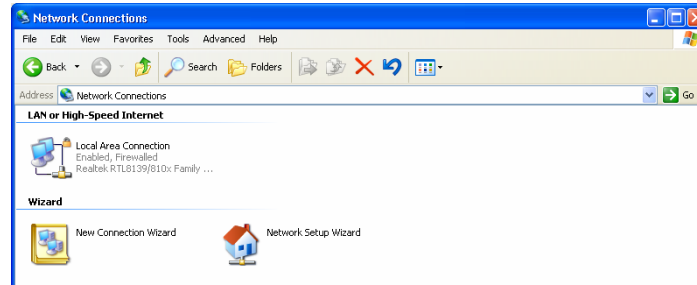 Network Connections
File Edit View Favorites Tools Advanced Help
Back Search Folders
Address Network Connections Go
LAN or High-Speed Internet
Local Area Connection
Enabled, Firewalled
Realtek RTL8139/810x Family ...
Wizard
New Connection Wizard Network Setup Wizard